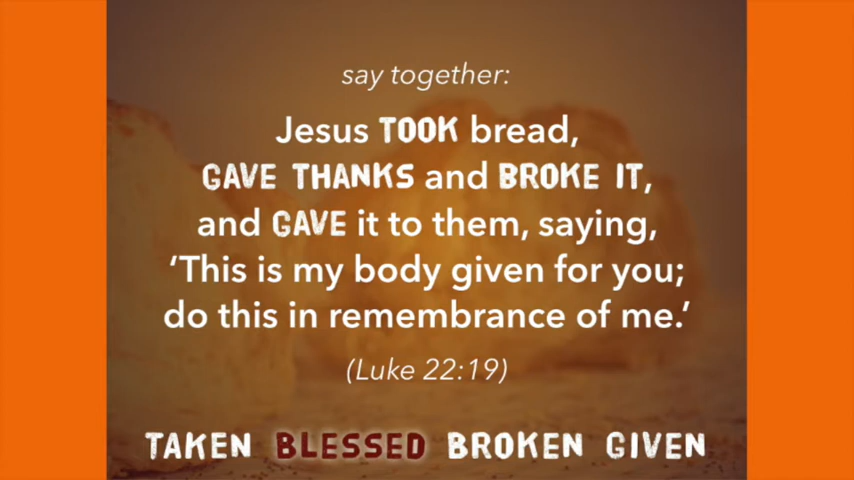 say together:
Jesus TOOK bread,
GAVE THANKS and BROKE IT,
and GAVE it to them, saying,
‘This is my body given for you;
do this in remembrance of me.’
(Luke 22:19)
TAKEN BLESSED BROKEN GIVEN